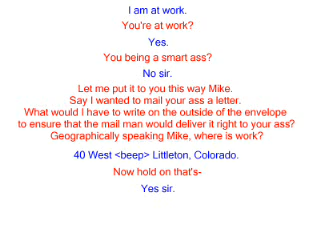 I am at work.
You're at work?
Yes.
You being a smart ass?
No sir.
Let me put it to you this way Mike.
Say I wanted to mail your ass a letter.
What would I have to write on the outside of the envelope
to ensure that the mail man would deliver it right to your ass?
Geographically speaking Mike, where is work?
40 West <beep> Littleton, Colorado.
Now hold on that's-
Yes sir.